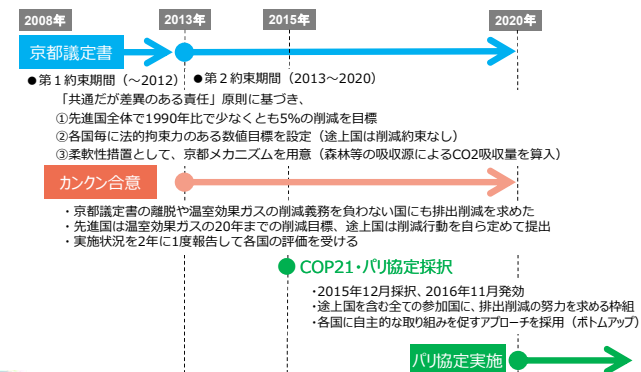 2008年 2013年 2015年 2020年
京都議定書
●第1約束期間（～2012） ●第2約束期間（2013～2020）
「共通だが差異のある責任」原則に基づき、
①先進国全体で1990年比で少なくとも5%の削減を目標
②各国毎に法的拘束力のある数値目標を設定（途上国は削減約束なし）
③柔軟性措置として、京都メカニズムを用意（森林等の吸収源によるCO2吸収量を算入）
カンクン合意
・京都議定書の離脱や温室効果ガスの削減義務を負わない国にも排出削減を求めた
・先進国は温室効果ガスの20年までの削減目標、途上国は削減行動を自ら定めて提出
・実施状況を2年に1度報告して各国の評価を受ける
COP21・パリ協定採択
・2015年12月採択、2016年11月発効
・途上国を含む全ての参加国に、排出削減の努力を求める枠組
・各国に自主的な取り組みを促すアプローチを採用（ボトムアップ）
パリ協定実施